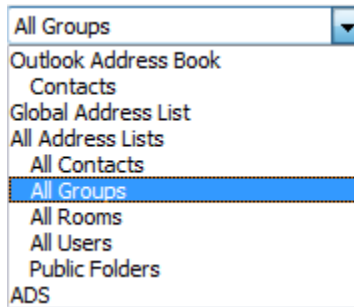 All Groups
Outlook Address Book
Contacts
Global Address List
All Address Lists
All Contacts
All Groups
All Rooms
All Users
Public Folders
ADS